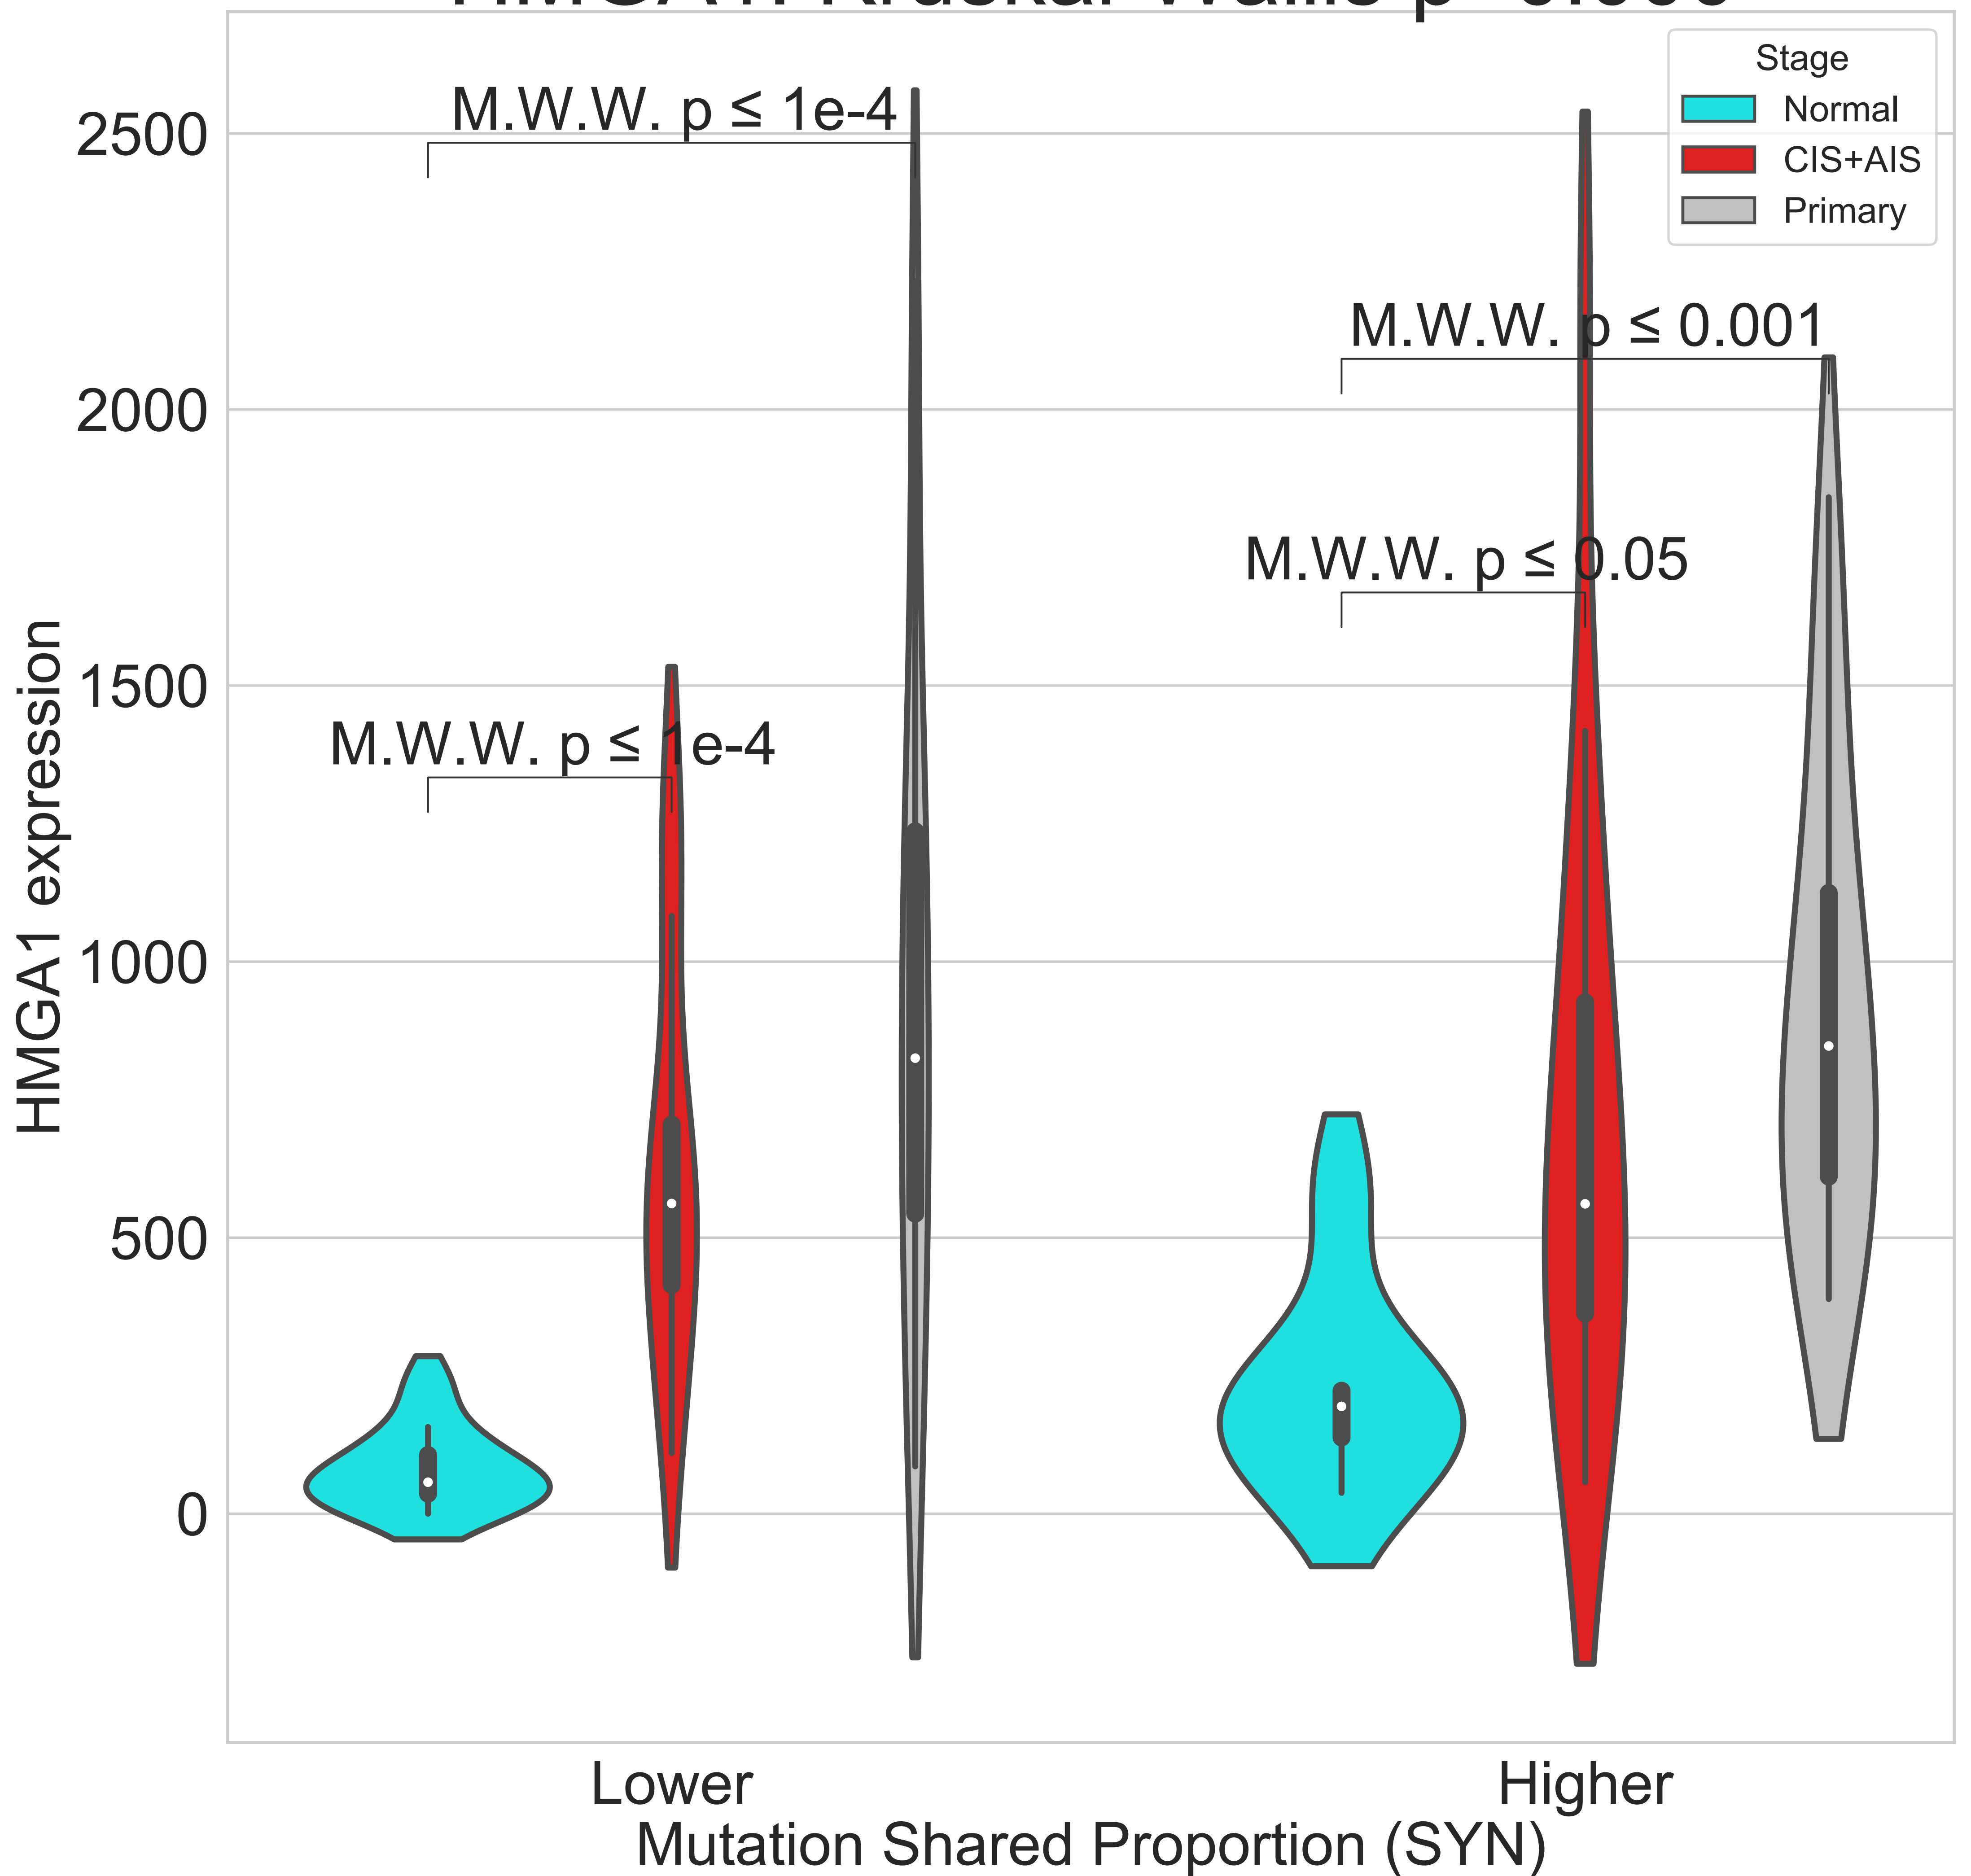 Stage
Normal
CIS+AIS
Primary
M.W.W. p ≤ 1e-4
M.W.W. p ≤ 0.001
M.W.W. p ≤ 0.05
M.W.W. p ≤ 1e-4
2500
2000
1500
1000
500
0
HMGA1 expression
Lower
Higher
Mutation Shared Proportion (SYN)